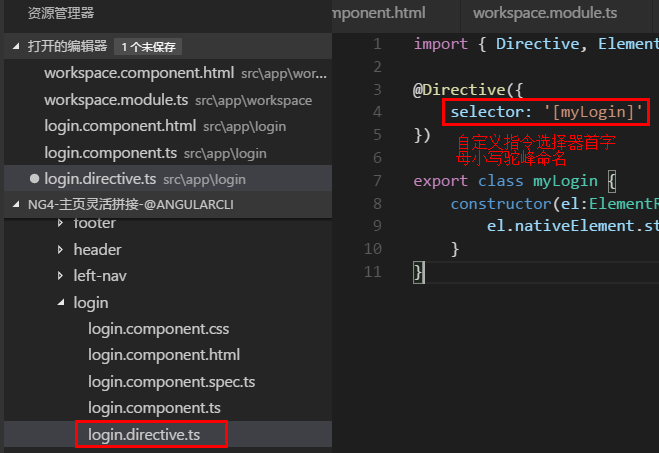 资源管理器
打开的编辑器 1 个未保存
workspace.component.html src\app\wor...
workspace.module.ts src\app\workspace
login.component.html src\app\login
login.component.ts src\app\login
login.directive.ts src\app\login
NG4-主页灵活拼接-@ANGULARCLI
footer
header
left-nav
login
login.component.css
login.component.html
login.component.spec.ts
login.component.ts
login.directive.ts
mponent.html workspace.module.ts
1 import { Directive, Elemen
2
3 @Directive({
4 selector: '[myLogin]'
5 })
自定义指令选择器首字
6 母小写驼峰命名
7 export class myLogin {
8 constructor(el:ElementR
9 el.nativeElement.st
10 }
11 }